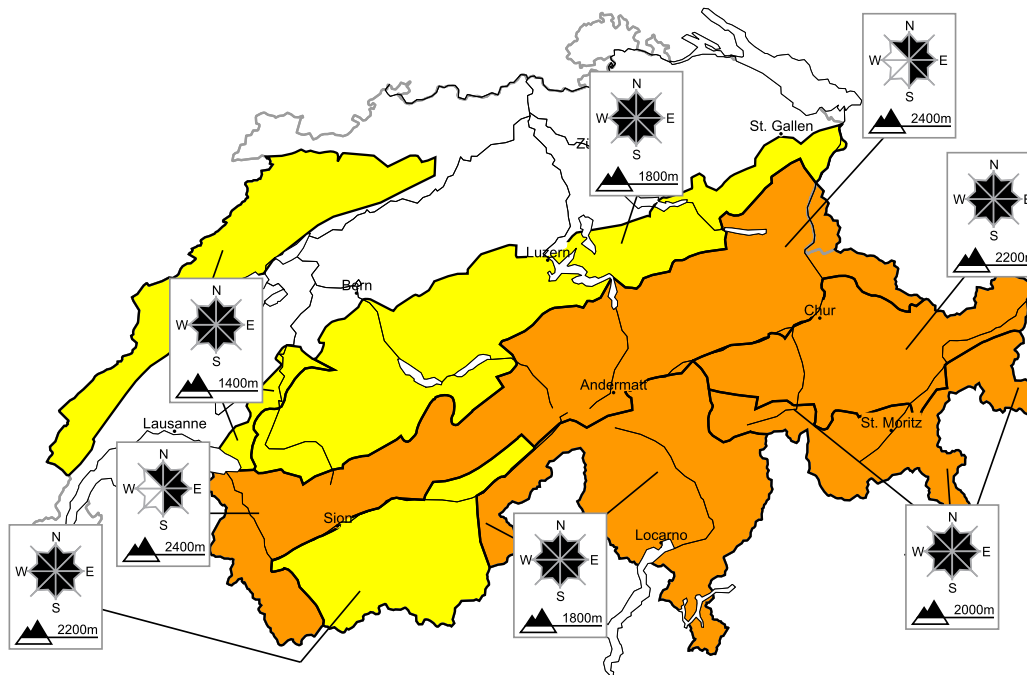 N
W E
S
2400m
N
W E
S
1800m
St. Gallen
N
W
S
2200m
Luzern
Bern
N
W E
S
1400m
Chur
Andermatt
St. Moritz
Lausanne
N
W E
S
2400m
Sion
Locarno
N
W E
S
2200m
N
W E
S
1800m
N
W E
S
2000m